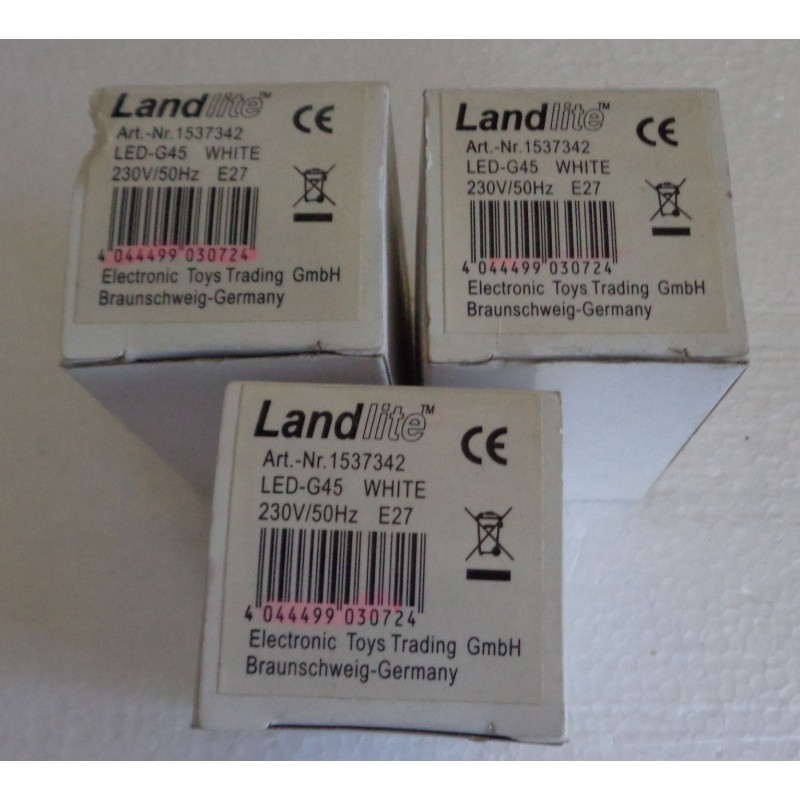 Landlite™
CE
Art.-Nr.1537342
LED-G45 WHITE
230V/50Hz E27
4 044499 030724
Electronic Toys Trading GmbH
Braunschweig-Germany
Landlite™
CE
Art.-Nr.1537342
LED-G45 WHITE
230V/50Hz E27
4 044499 030724
Electronic Toys Trading GmbH
Braunschweig-Germany
Landlite™
CE
Art.-Nr.1537342
LED-G45 WHITE
230V/50Hz E27
4 044499 030724
Electronic Toys Trading GmbH
Braunschweig-Germany